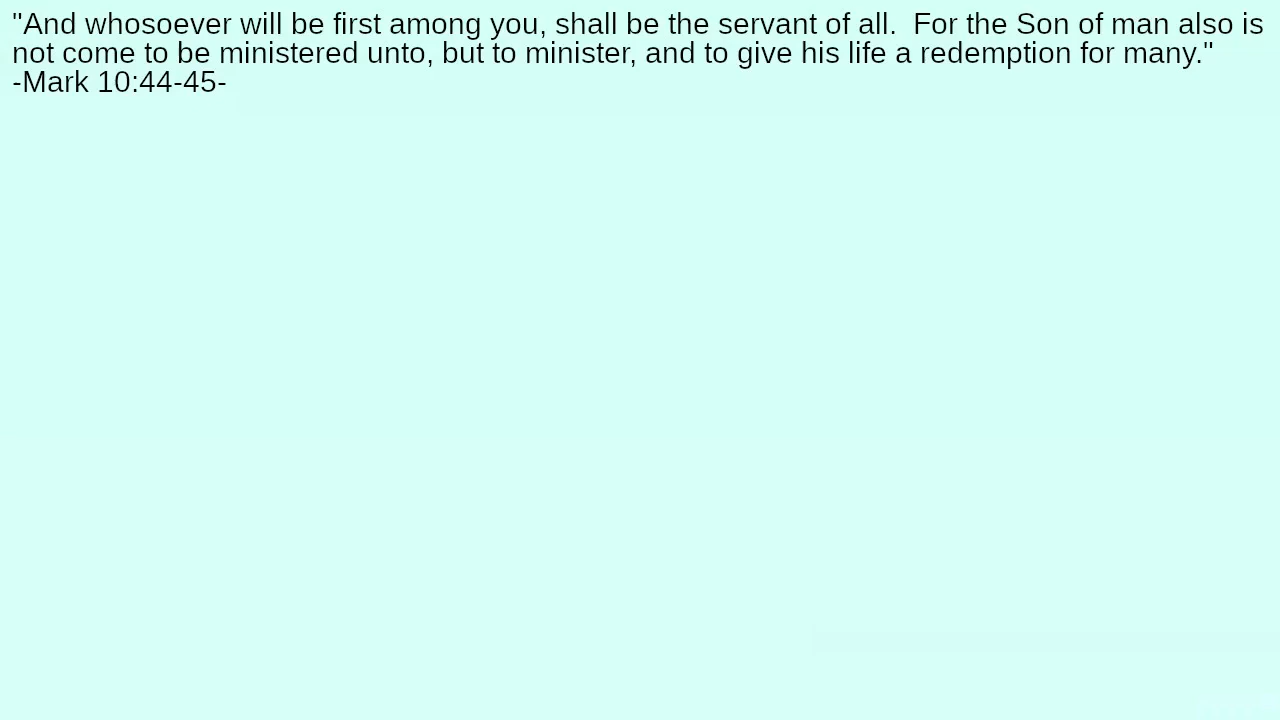 "And whosoever will be first among you, shall be the servant of all.  For the Son of man also is
not come to be ministered unto, but to minister, and to give his life a redemption for many."
-Mark 10:44-45-